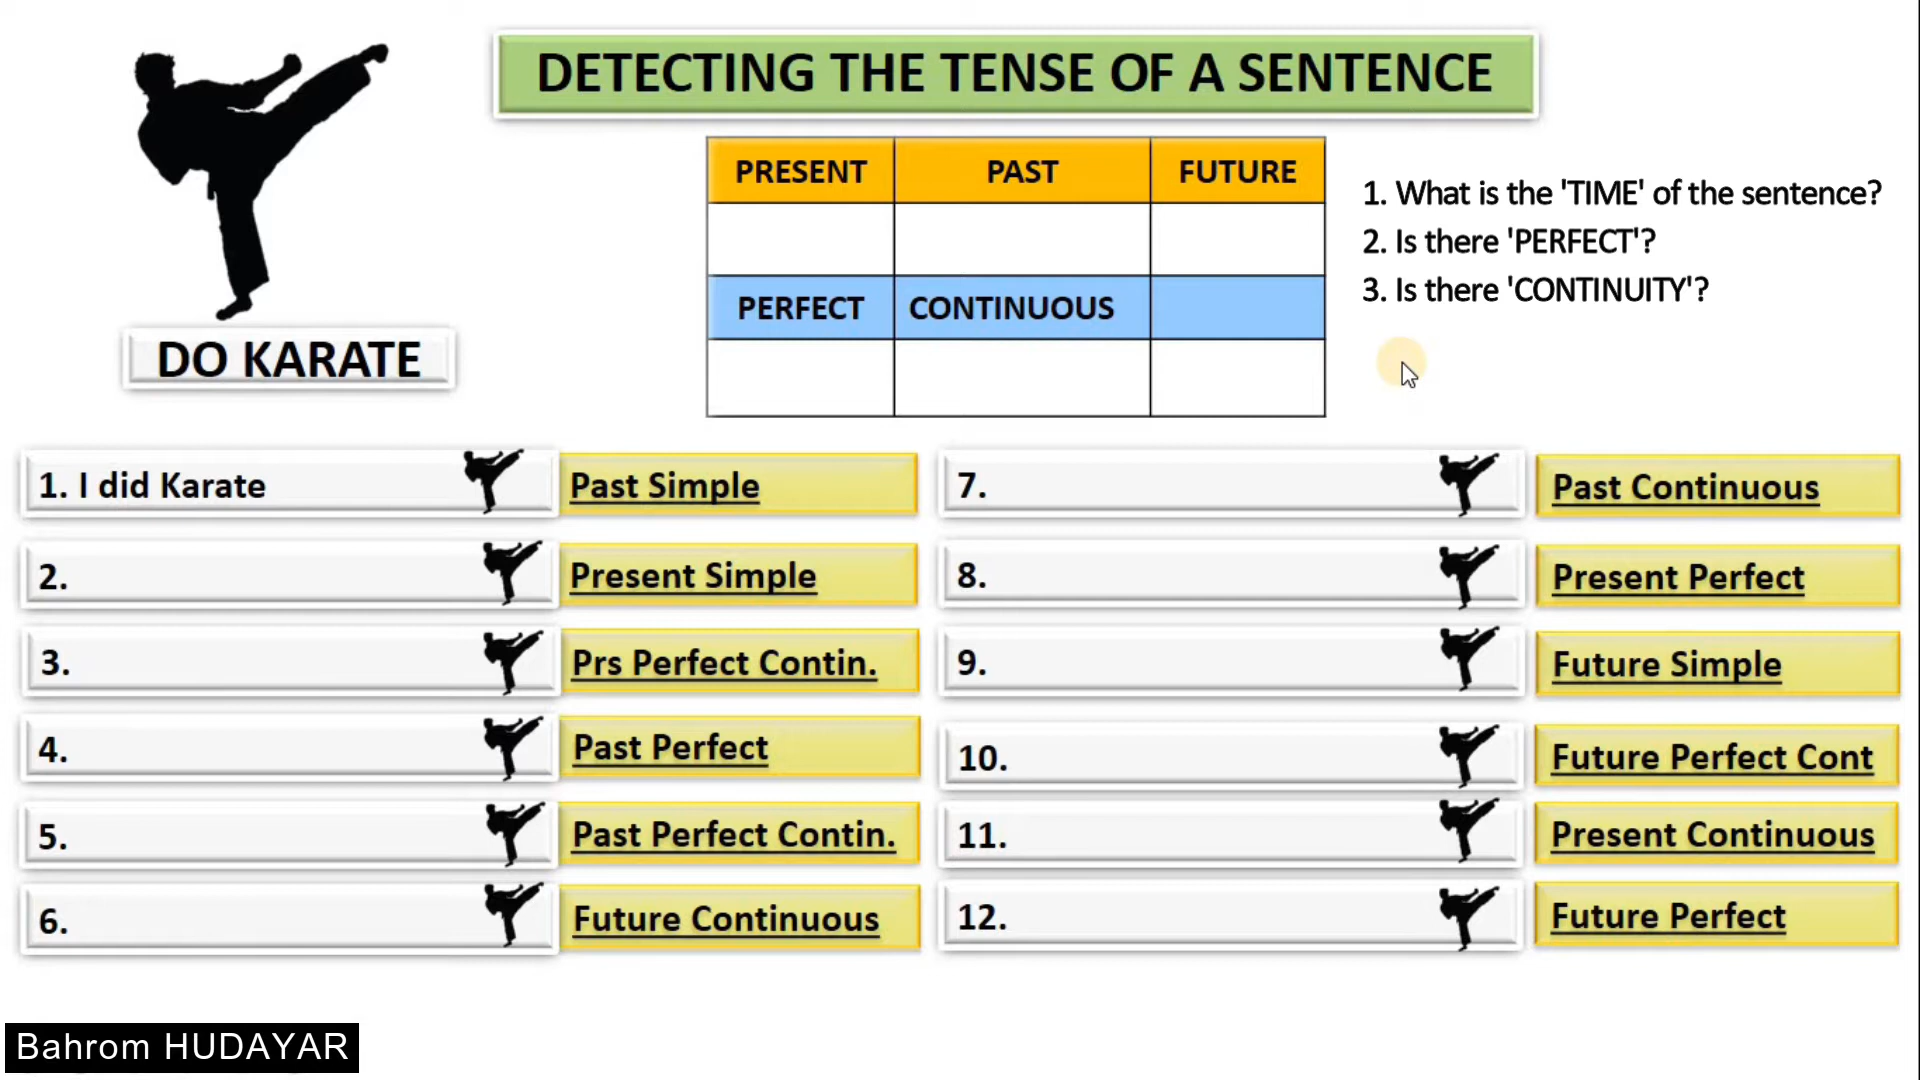 DETECTING THE TENSE OF A SENTENCE
PRESENT PAST FUTURE
PERFECT CONTINUOUS
1. What is the 'TIME' of the sentence?
2. Is there 'PERFECT'?
3. Is there 'CONTINUITY'?
DO KARATE
1. I did Karate Past Simple
2. Present Simple
3. Prs Perfect Contin.
4. Past Perfect
5. Past Perfect Contin.
6. Future Continuous
7. Past Continuous
8. Present Perfect
9. Future Simple
10. Future Perfect Cont
11. Present Continuous
12. Future Perfect
Bahrom HUDAYAR